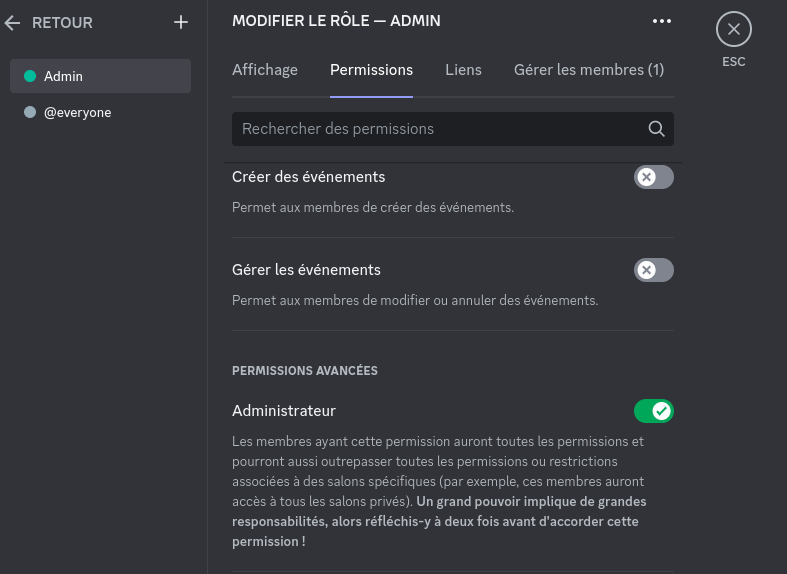 RETOUR
Admin
@everyone
MODIFIER LE RÔLE — ADMIN
Affichage Permissions Liens Gérer les membres (1)
ESC
Rechercher des permissions
Créer des événements
Permet aux membres de créer des événements.
Gérer les événements
Permet aux membres de modifier ou annuler des événements.
PERMISSIONS AVANCÉES
Administrateur
Les membres ayant cette permission auront toutes les permissions et
pourront aussi outrepasser toutes les permissions ou restrictions
associées à des salons spécifiques (par exemple, ces membres auront
accès à tous les salons privés). Un grand pouvoir implique de grandes
responsabilités, alors réfléchis-y à deux fois avant d'accorder cette
permission !